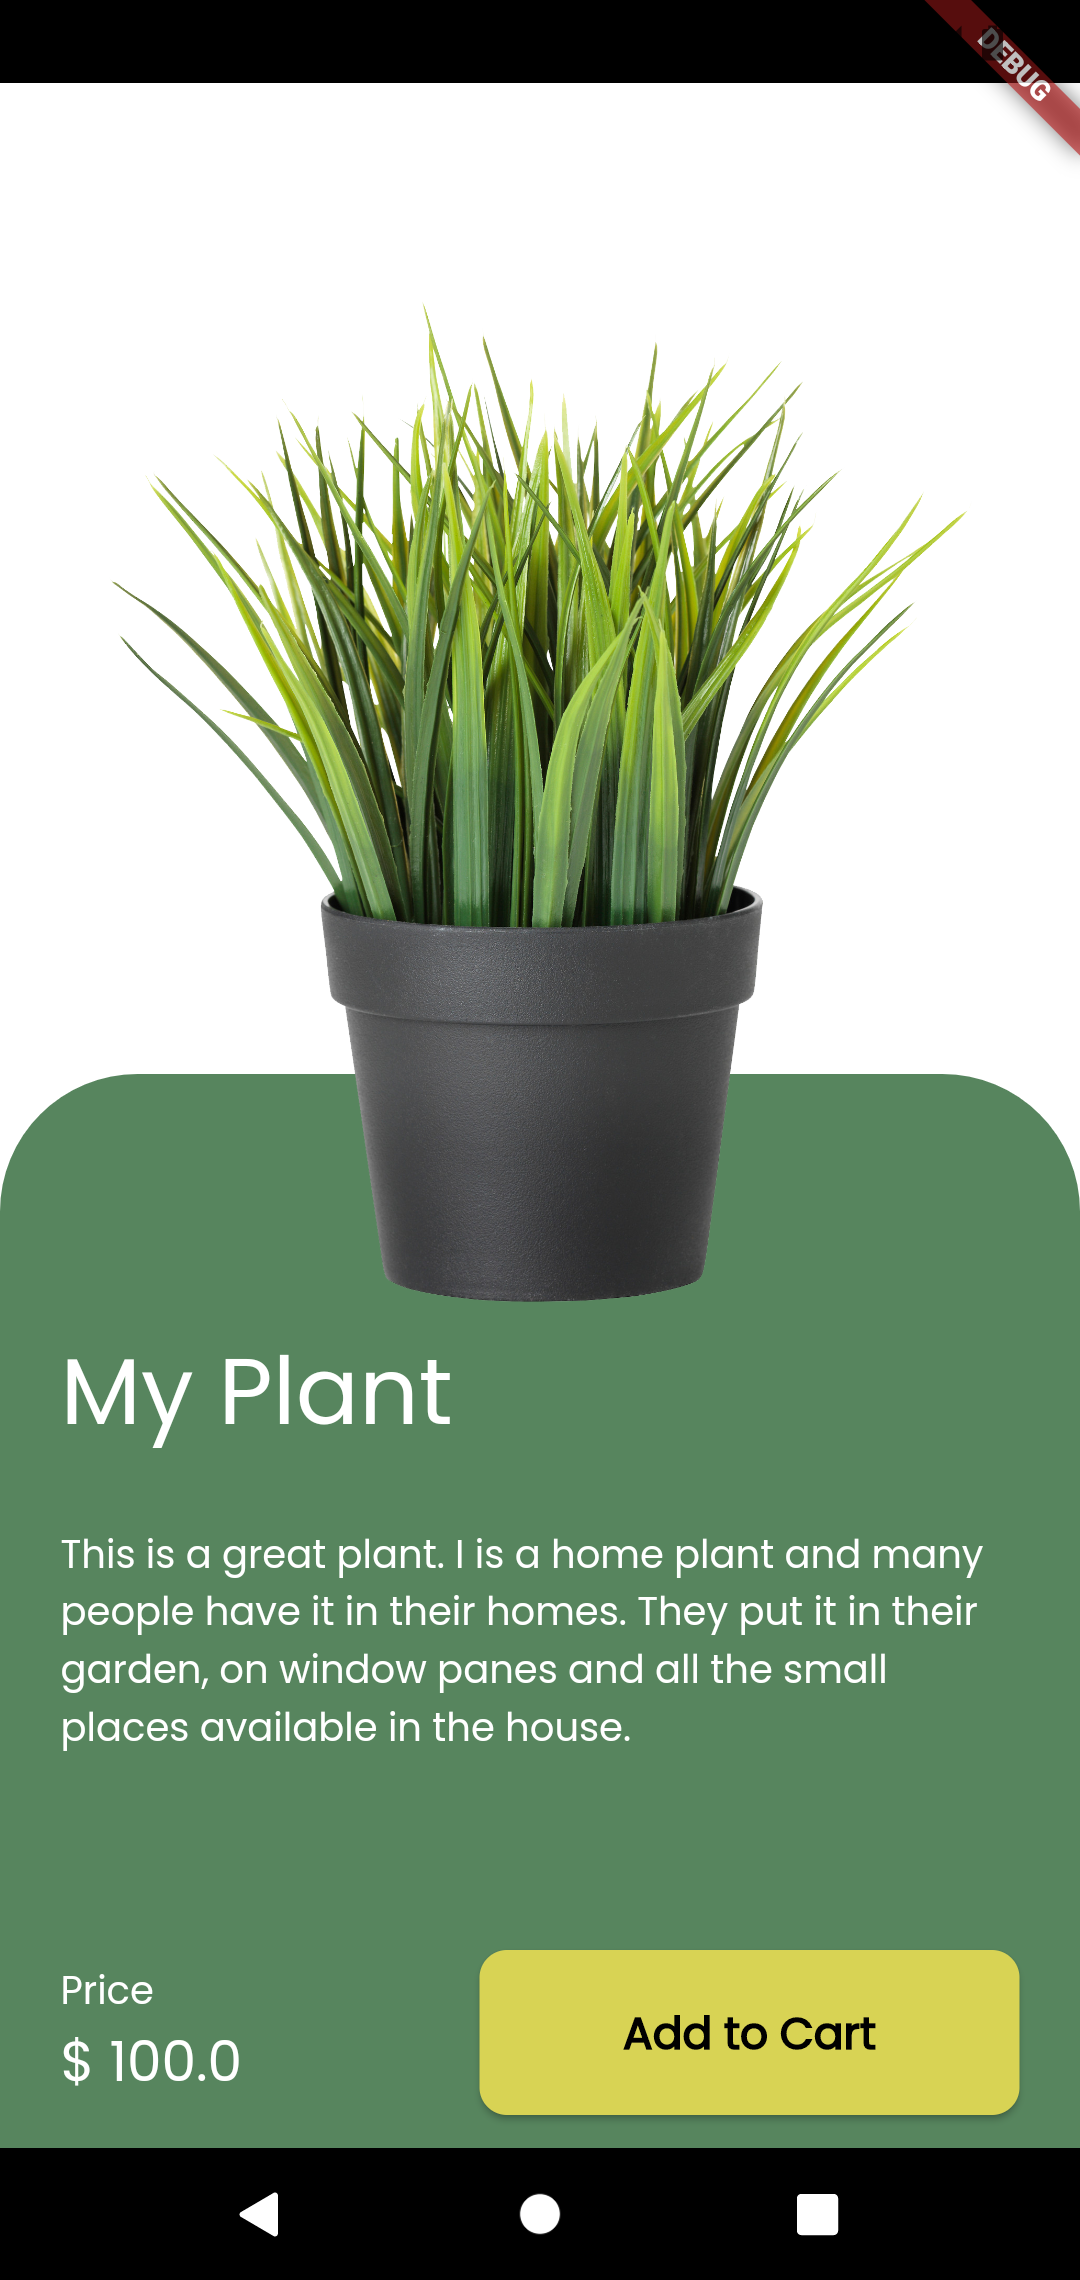 DEBUG
My Plant
This is a great plant. I is a home plant and many
people have it in their homes. They put it in their
garden, on window panes and all the small
places available in the house.
Price
$ 100.0
Add to Cart